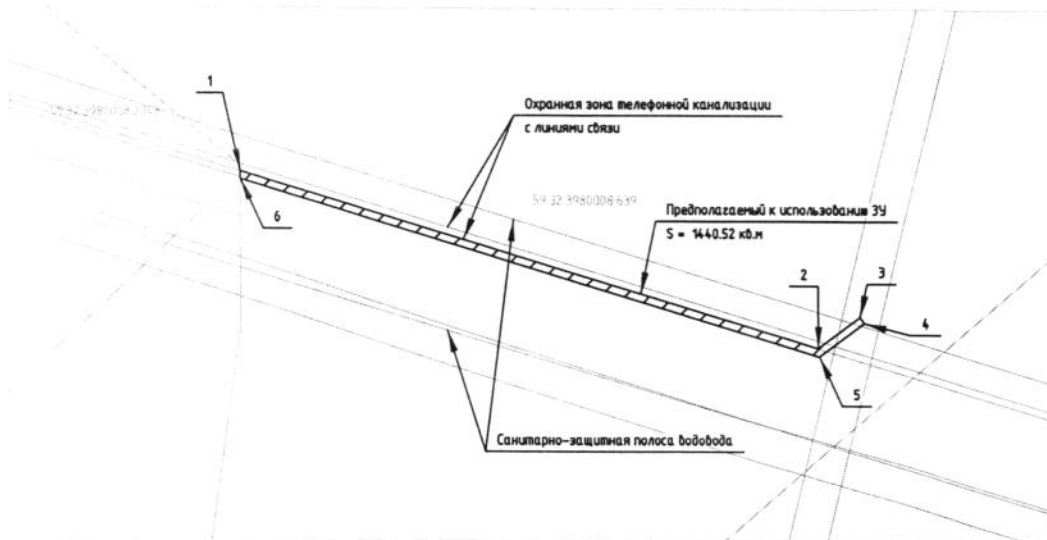 1
Охранная зона телефонной канализации
с линиями связи
59:32:3980008:639
6
Предполагаемый к использованию ЗУ
S = 1440.52 кв.м
2
3
4
5
Санитарно-защитная полоса водовода